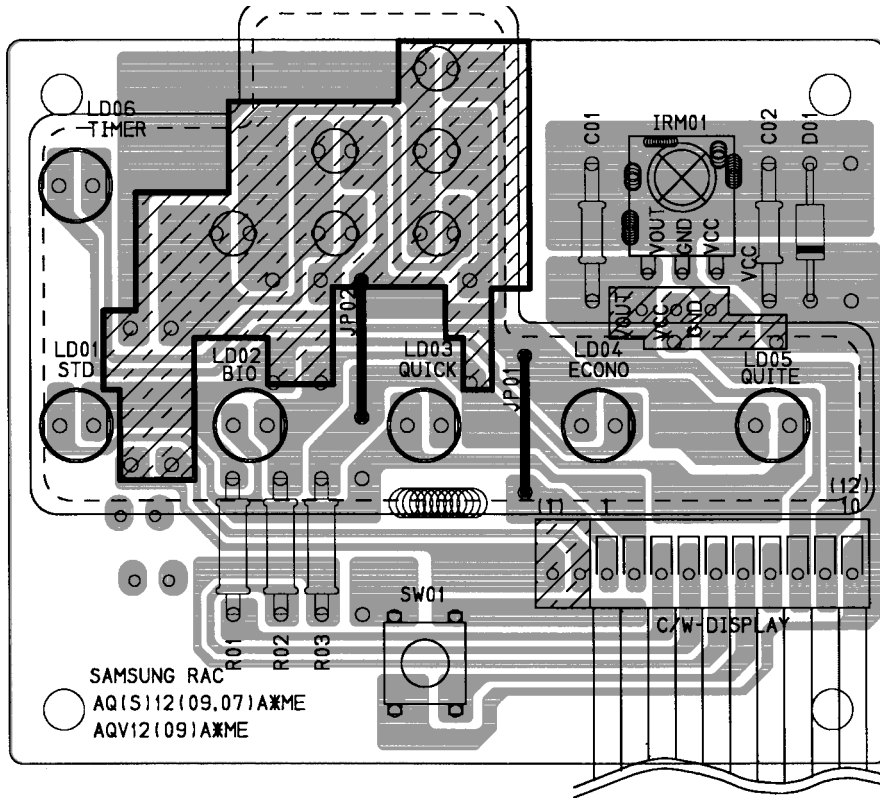 LD06
TIMER
C01
IRM01
C02
D01
VOUT
GND
VCC
VCC
JP02
VOUT
VCC
GND
LD01
STD
LD02
BIO
LD03
QUICK
JP01
LD04
ECONO
LD05
QUITE
(1)
1
(12)
10
SW01
C/W-DISPLAY
R01
R02
R03
SAMSUNG RAC
AQ(S)12(09,07)A※ME
AQV12(09)A※ME